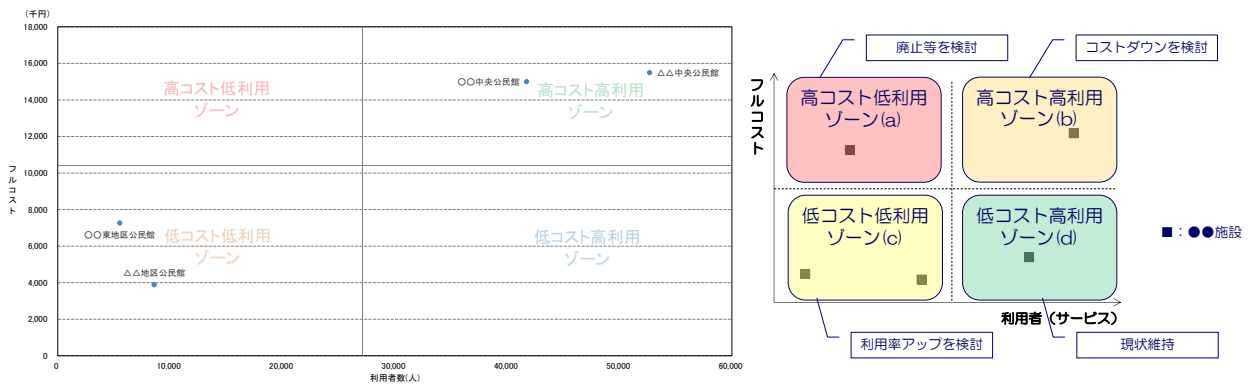 (千円)
18,000
16,000
14,000
12,000
10,000
8,000
6,000
4,000
2,000
0
フルコスト
高コスト低利用
ゾーン
高コスト高利用
ゾーン
低コスト低利用
ゾーン
低コスト高利用
ゾーン
〇〇中央公民館
△△中央公民館
〇〇東地区公民館
△△地区公民館
0
10,000
20,000
30,000
40,000
50,000
60,000
利用者数(人)
廃止等を検討
コストダウンを検討
フルコスト
高コスト低利用
ゾーン(a)
高コスト高利用
ゾーン(b)
低コスト低利用
ゾーン(c)
低コスト高利用
ゾーン(d)
■:●●施設
利用者(サービス)
利用率アップを検討
現状維持